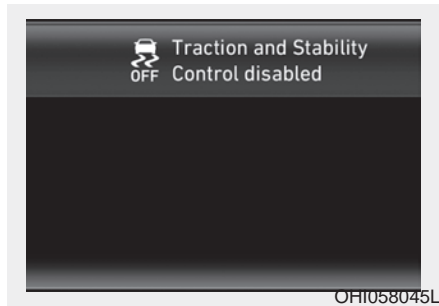 Traction and Stability
OFF Control disabled
OHI058045L